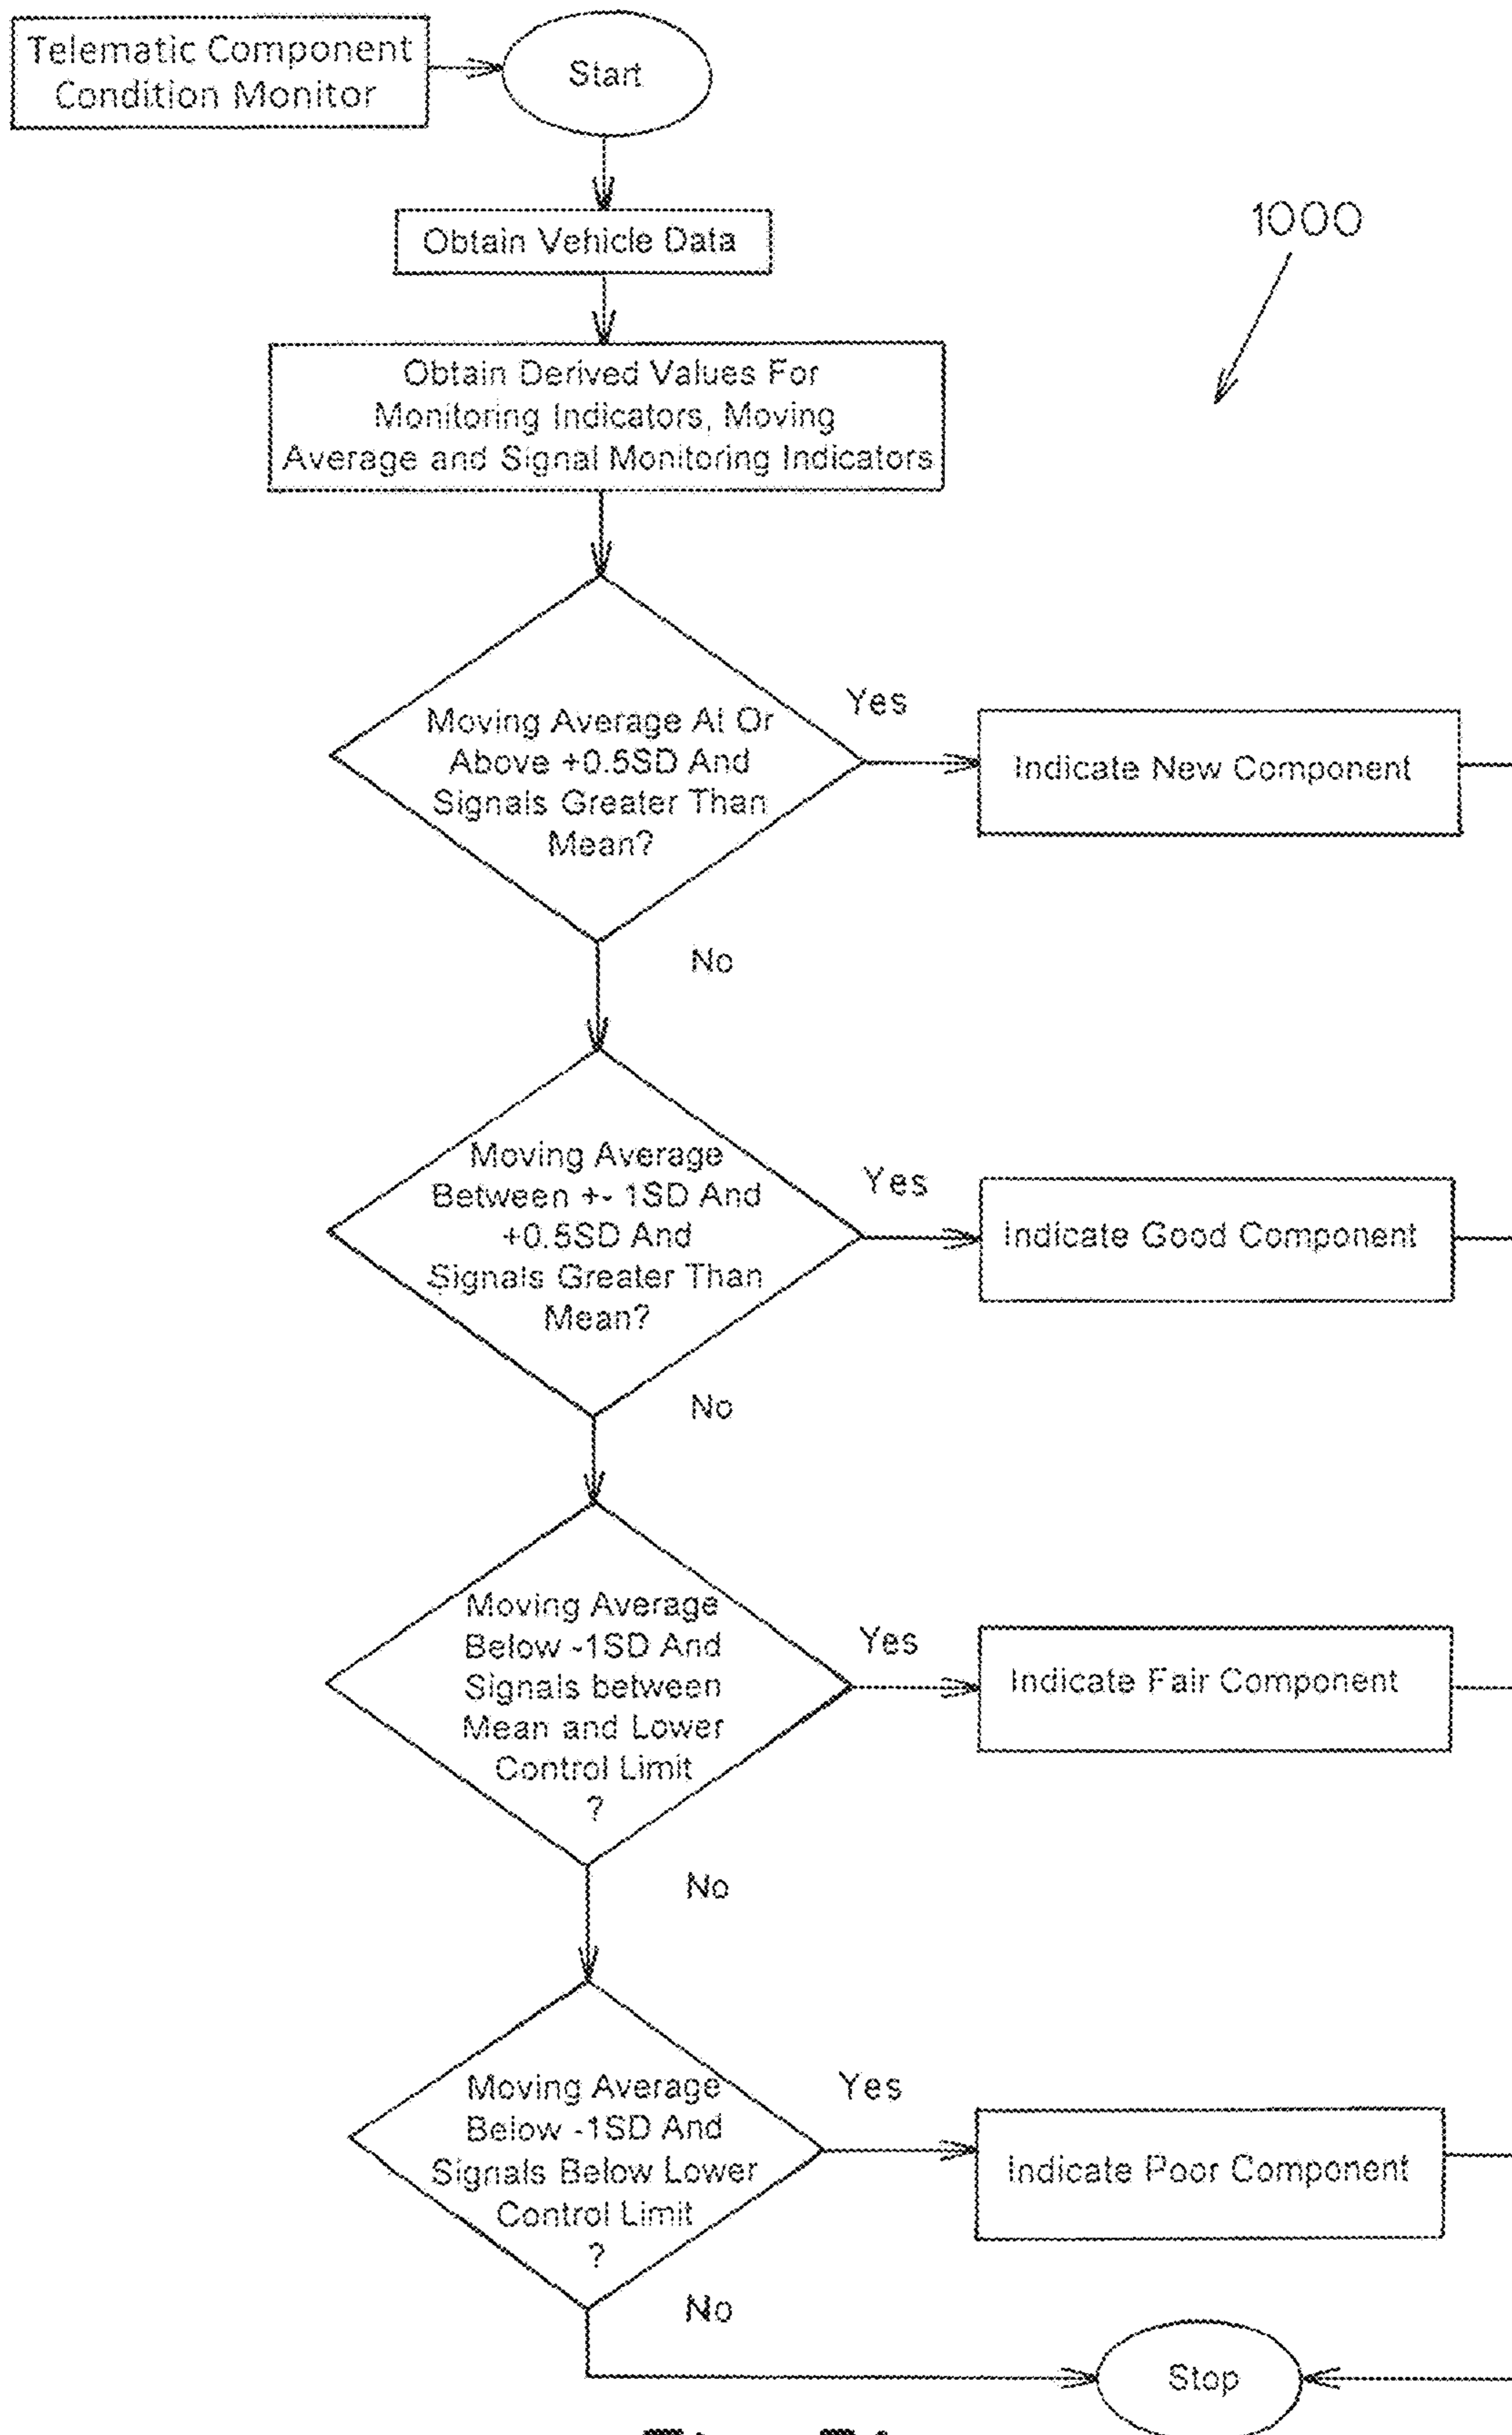 Telematic Component
Condition Monitor
Start
Obtain Vehicle Data
1000
Obtain Derived Values For
Monitoring Indicators, Moving
Average and Signal Monitoring Indicators
Moving Average At Or
Above +0.5SD And
Signals Greater Than
Mean?
Yes
Indicate New Component
No
Moving Average
Between +- 1SD And
+0.5SD And
Signals Greater Than
Mean?
Yes
Indicate Good Component
No
Moving Average
Below -1SD And
Signals between
Mean and Lower
Control Limit
?
Yes
Indicate Fair Component
No
Moving Average
Below -1SD And
Signals Below Lower
Control Limit
?
Yes
Indicate Poor Component
No
Stop